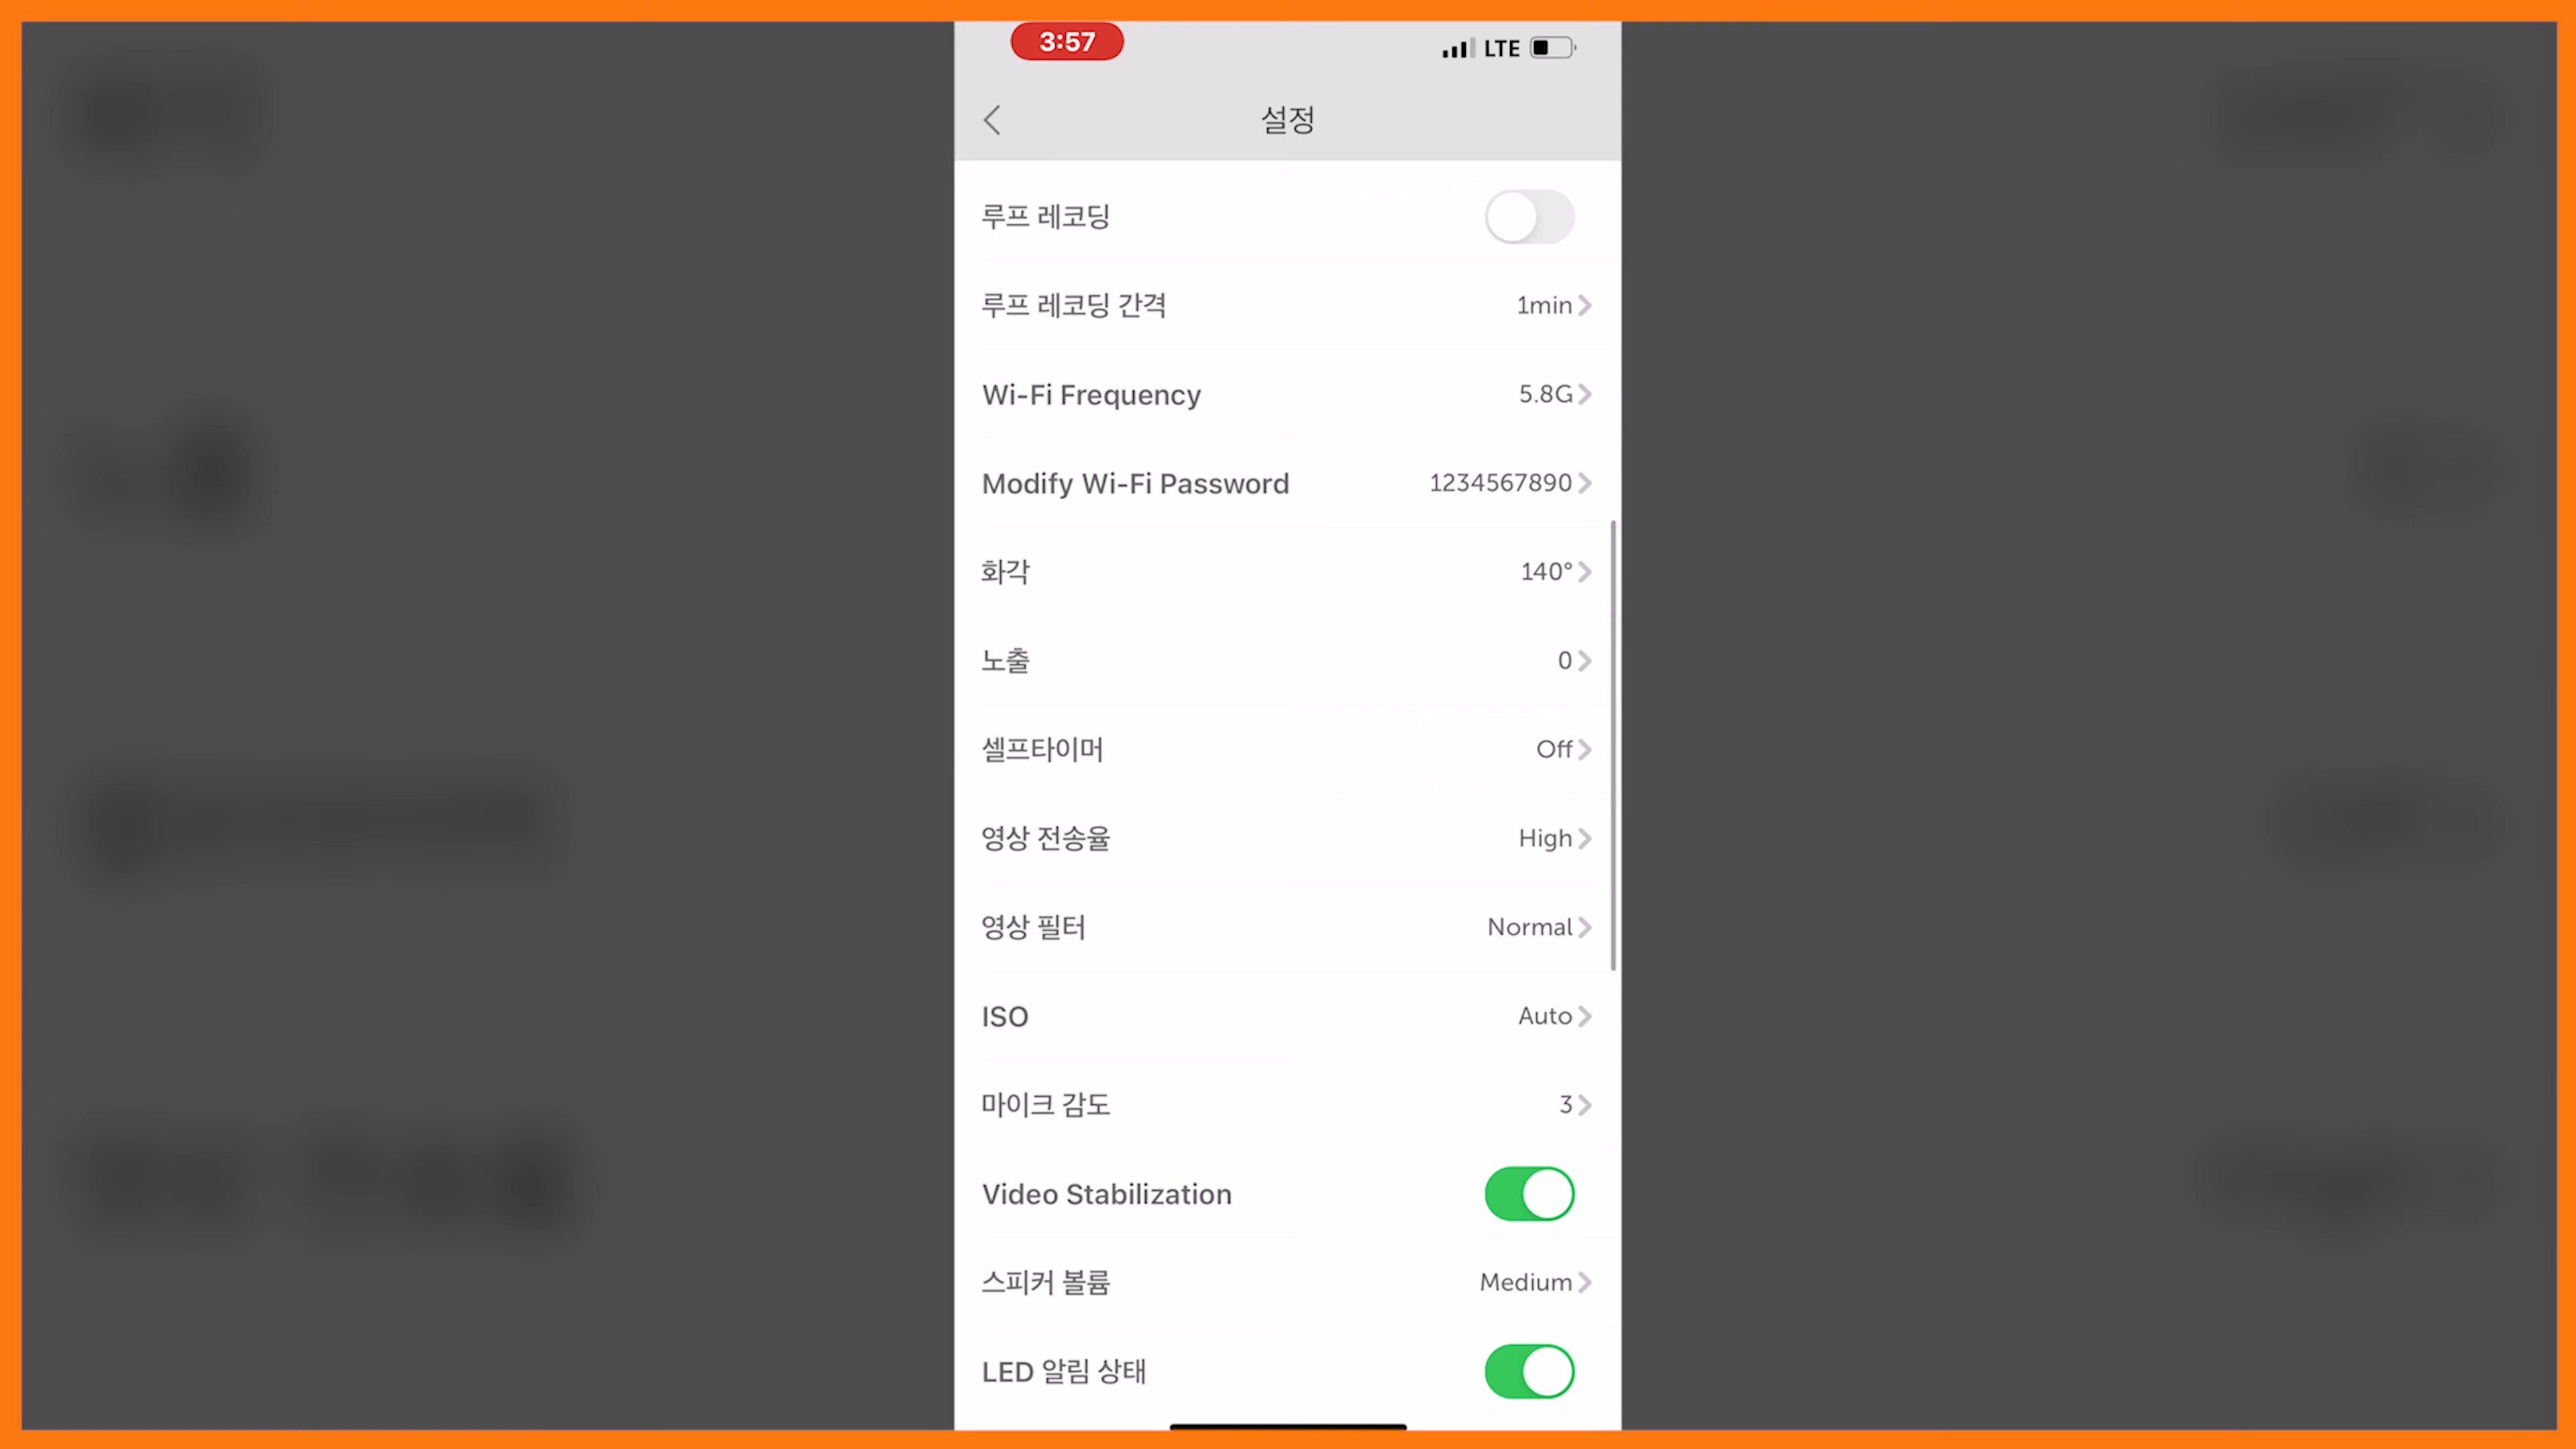 3:57
LTE
설정
루프 레코딩
루프 레코딩 간격 1min
Wi-Fi Frequency 5.8G
Modify Wi-Fi Password 1234567890
화각 140°
노출 0
셀프타이머 Off
영상 전송율 High
영상 필터 Normal
ISO Auto
마이크 감도 3
Video Stabilization
스피커 볼륨 Medium
LED 알림 상태